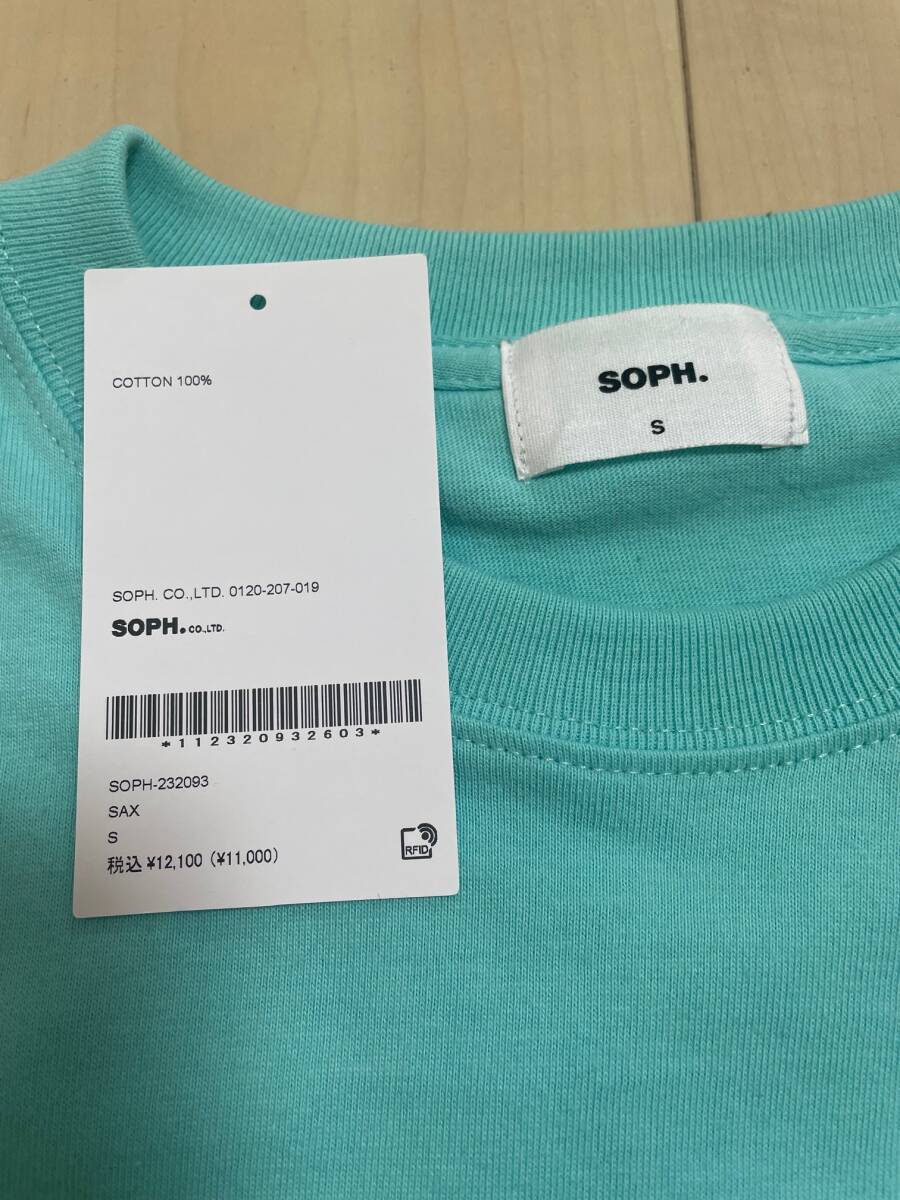 COTTON 100%
SOPH. CO.,LTD. 0120-207-019
SOPH. CO.,LTD.
*112320932603*
SOPH-232093
SAX
S
税込 ¥12,100 (¥11,000)
RFID
SOPH.
S